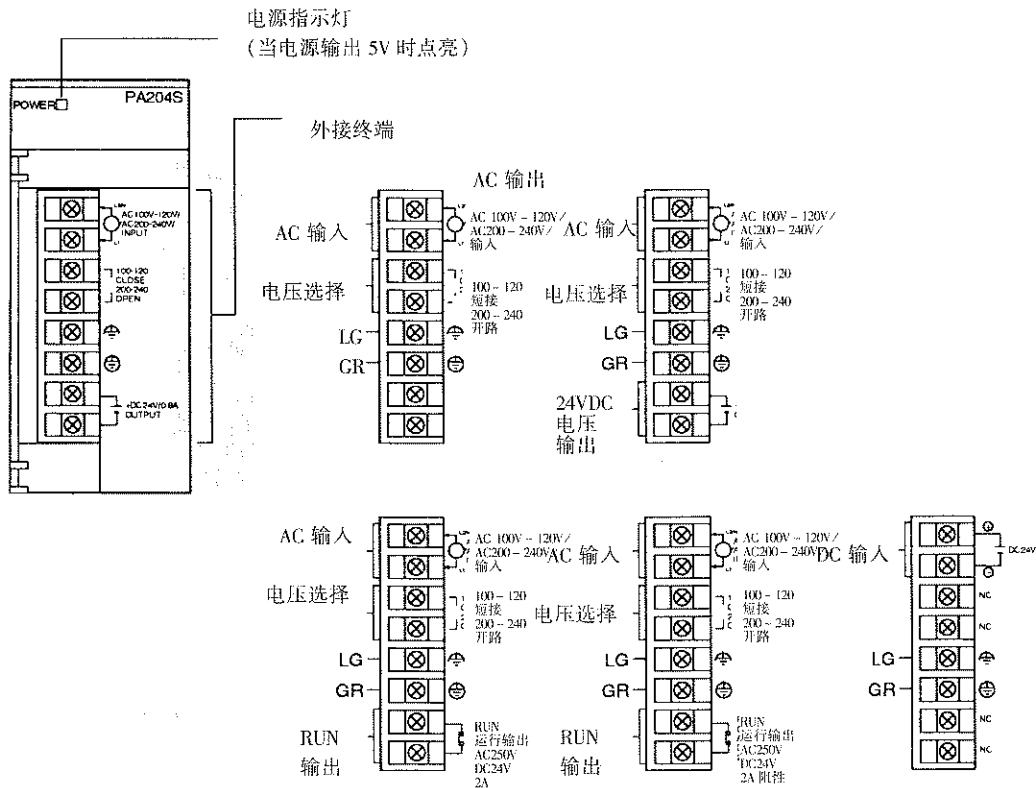 电源指示灯
(当电源输出 5V 时点亮)
POWER
PA204S
外接终端
AC 100V-120V/
AC200-240V/
INPUT
100-120
CLOSE
200-240
OPEN
+DC 24V/0.8A
OUTPUT
AC 输出
AC 输入
AC 100V～120V/
AC200～240V/
输入
电压选择
100～120
短接
200～240
开路
LG
GR
AC 输入
AC 100V～120V/
AC200～240V/
输入
电压选择
100～120
短接
200～240
开路
LG
GR
24VDC
电压
输出
AC 输入
AC 100V～120V/
AC200～240V
输入
电压选择
100～120
短接
200～240
开路
LG
GR
RUN
输出
RUN
运行输出
AC250V
DC24V
2A
AC 输入
AC 100V～120V/
AC200～240V
输入
电压选择
100～120
短接
200～240
开路
LG
GR
RUN
输出
RUN
运行输出
AC250V
DC24V
2A 阻性
DC 输入
DC 24V
NC
NC
LG
GR
NC
NC